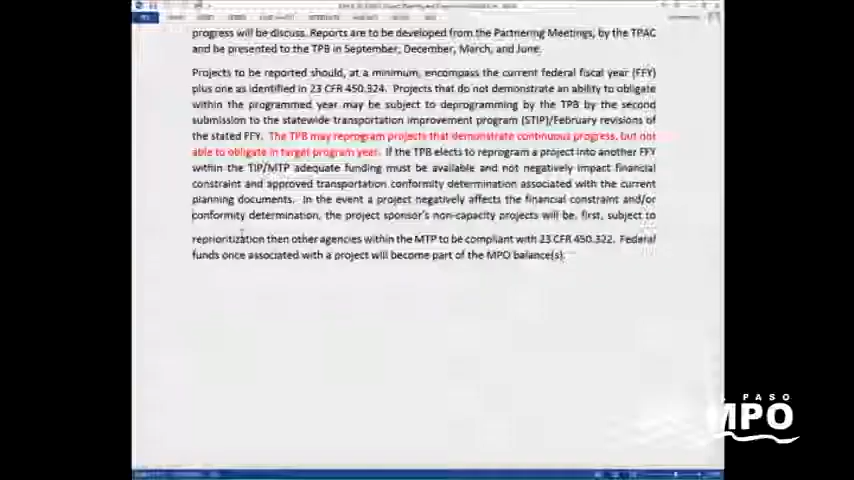 progress will be discuss. Reports are to be developed from the Partnering Meetings, by the TPAC
and be presented to the TPB in September, December, March, and June.
Projects to be reported should, at a minimum, encompass the current federal fiscal year (FFY)
plus one as identified in 23 CFR 450.324. Projects that do not demonstrate an ability to obligate
within the programmed year may be subject to deprogramming by the TPB by the second
submission to the statewide transportation improvement program (STIP)/February revisions of
the stated FFY. The TPB may reprogram projects that demonstrate continuous progress, but not
able to obligate in target program year. If the TPB elects to reprogram a project into another FFY
within the TIP/MTP adequate funding must be available and not negatively impact financial
constraint and approved transportation conformity determination associated with the current
planning documents. In the event a project negatively affects the financial constraint and/or
conformity determination, the project sponsor's non-capacity projects will be, first, subject to
reprioritization then other agencies within the MTP to be compliant with 23 CFR 450.322. Federal
funds once associated with a project will become part of the MPO balance(s).
PASO
MPO